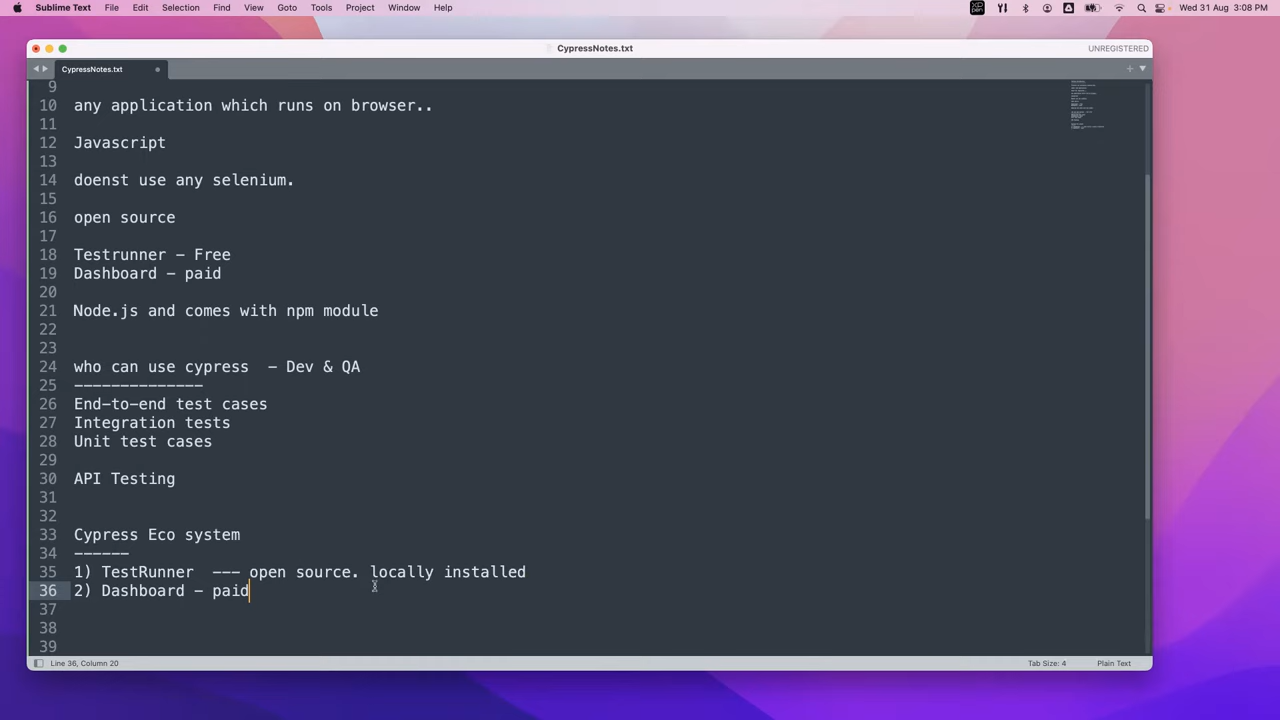 Sublime Text File Edit Selection Find View Goto Tools Project Window Help Wed 31 Aug 3:08 PM
CypressNotes.txt UNREGISTERED
CypressNotes.txt
9
10 any application which runs on browser..
11
12 Javascript
13
14 doenst use any selenium.
15
16 open source
17
18 Testrunner - Free
19 Dashboard - paid
20
21 Node.js and comes with npm module
22
23
24 who can use cypress  - Dev & QA
25 --------------
26 End-to-end test cases
27 Integration tests
28 Unit test cases
29
30 API Testing
31
32
33 Cypress Eco system
34 ------
35 1) TestRunner  --- open source. locally installed
36 2) Dashboard - paid
37
38
39
Line 36, Column 20 Tab Size: 4 Plain Text